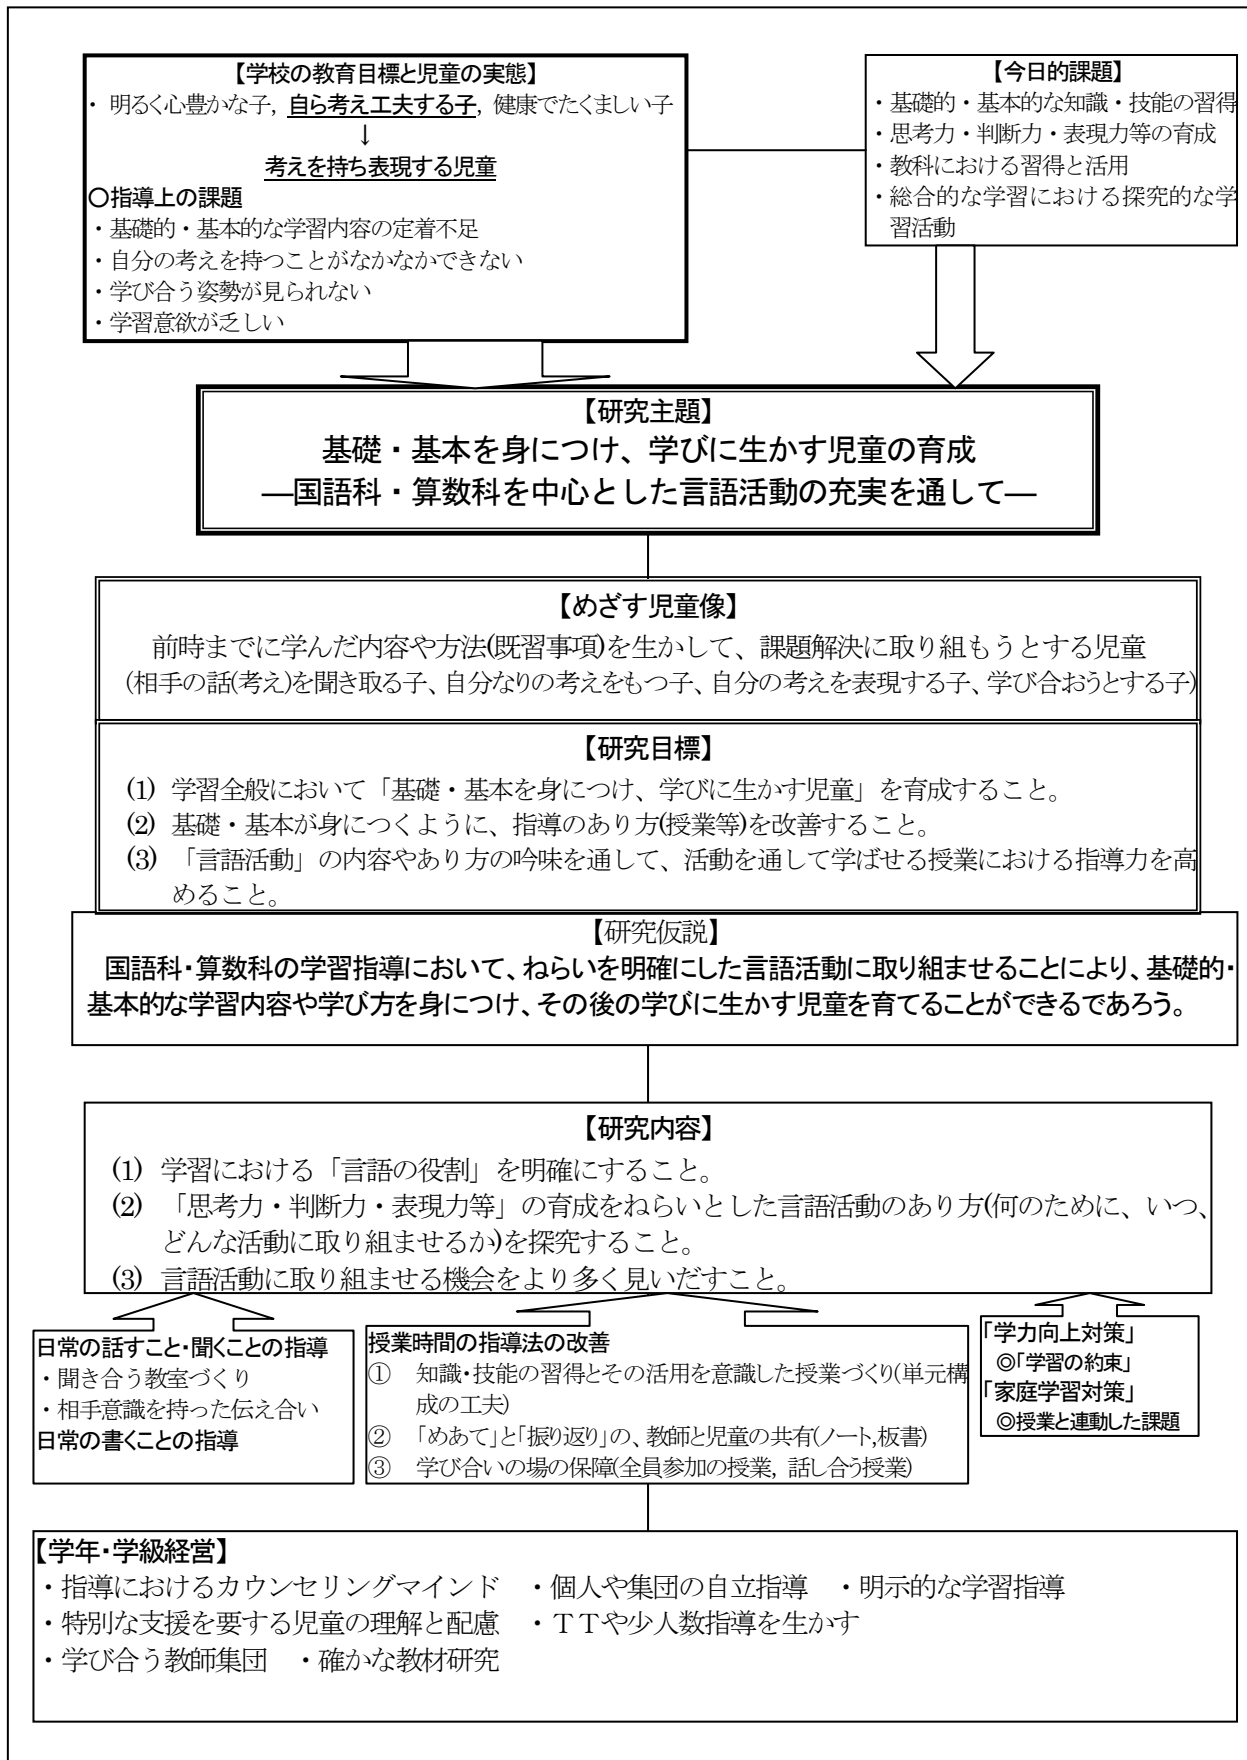 【学校の教育目標と児童の実態】
・ 明るく心豊かな子, 自ら考え工夫する子, 健康でたくましい子
↓
考えを持ち表現する児童
○指導上の課題
・基礎的・基本的な学習内容の定着不足
・自分の考えを持つことがなかなかできない
・学び合う姿勢が見られない
・学習意欲が乏しい
【今日的課題】
・基礎的・基本的な知識・技能の習得
・思考力・判断力・表現力等の育成
・教科における習得と活用
・総合的な学習における探究的な学
習活動
【研究主題】
基礎・基本を身につけ、学びに生かす児童の育成
―国語科・算数科を中心とした言語活動の充実を通して―
【めざす児童像】
前時までに学んだ内容や方法(既習事項)を生かして、課題解決に取り組もうとする児童
(相手の話(考え)を聞き取る子、自分なりの考えをもつ子、自分の考えを表現する子、学び合おうとする子)
【研究目標】
(1) 学習全般において「基礎・基本を身につけ、学びに生かす児童」を育成すること。
(2) 基礎・基本が身につくように、指導のあり方(授業等)を改善すること。
(3) 「言語活動」の内容やあり方の吟味を通して、活動を通して学ばせる授業における指導力を高
めること。
【研究仮説】
国語科・算数科の学習指導において、ねらいを明確にした言語活動に取り組ませることにより、基礎的・
基本的な学習内容や学び方を身につけ、その後の学びに生かす児童を育てることができるであろう。
【研究内容】
(1) 学習における「言語の役割」を明確にすること。
(2) 「思考力・判断力・表現力等」の育成をねらいとした言語活動のあり方(何のために、いつ、
どんな活動に取り組ませるか)を探究すること。
(3) 言語活動に取り組ませる機会をより多く見いだすこと。
日常の話すこと・聞くことの指導
・聞き合う教室づくり
・相手意識を持った伝え合い
日常の書くことの指導
授業時間の指導法の改善
① 知識・技能の習得とその活用を意識した授業づくり(単元構
成の工夫)
② 「めあて」と「振り返り」の、教師と児童の共有(ノート,板書)
③ 学び合いの場の保障(全員参加の授業, 話し合う授業)
「学力向上対策」
◎「学習の約束」
「家庭学習対策」
◎授業と連動した課題
【学年・学級経営】
・指導におけるカウンセリングマインド ・個人や集団の自立指導 ・明示的な学習指導
・特別な支援を要する児童の理解と配慮 ・TTや少人数指導を生かす
・学び合う教師集団 ・確かな教材研究